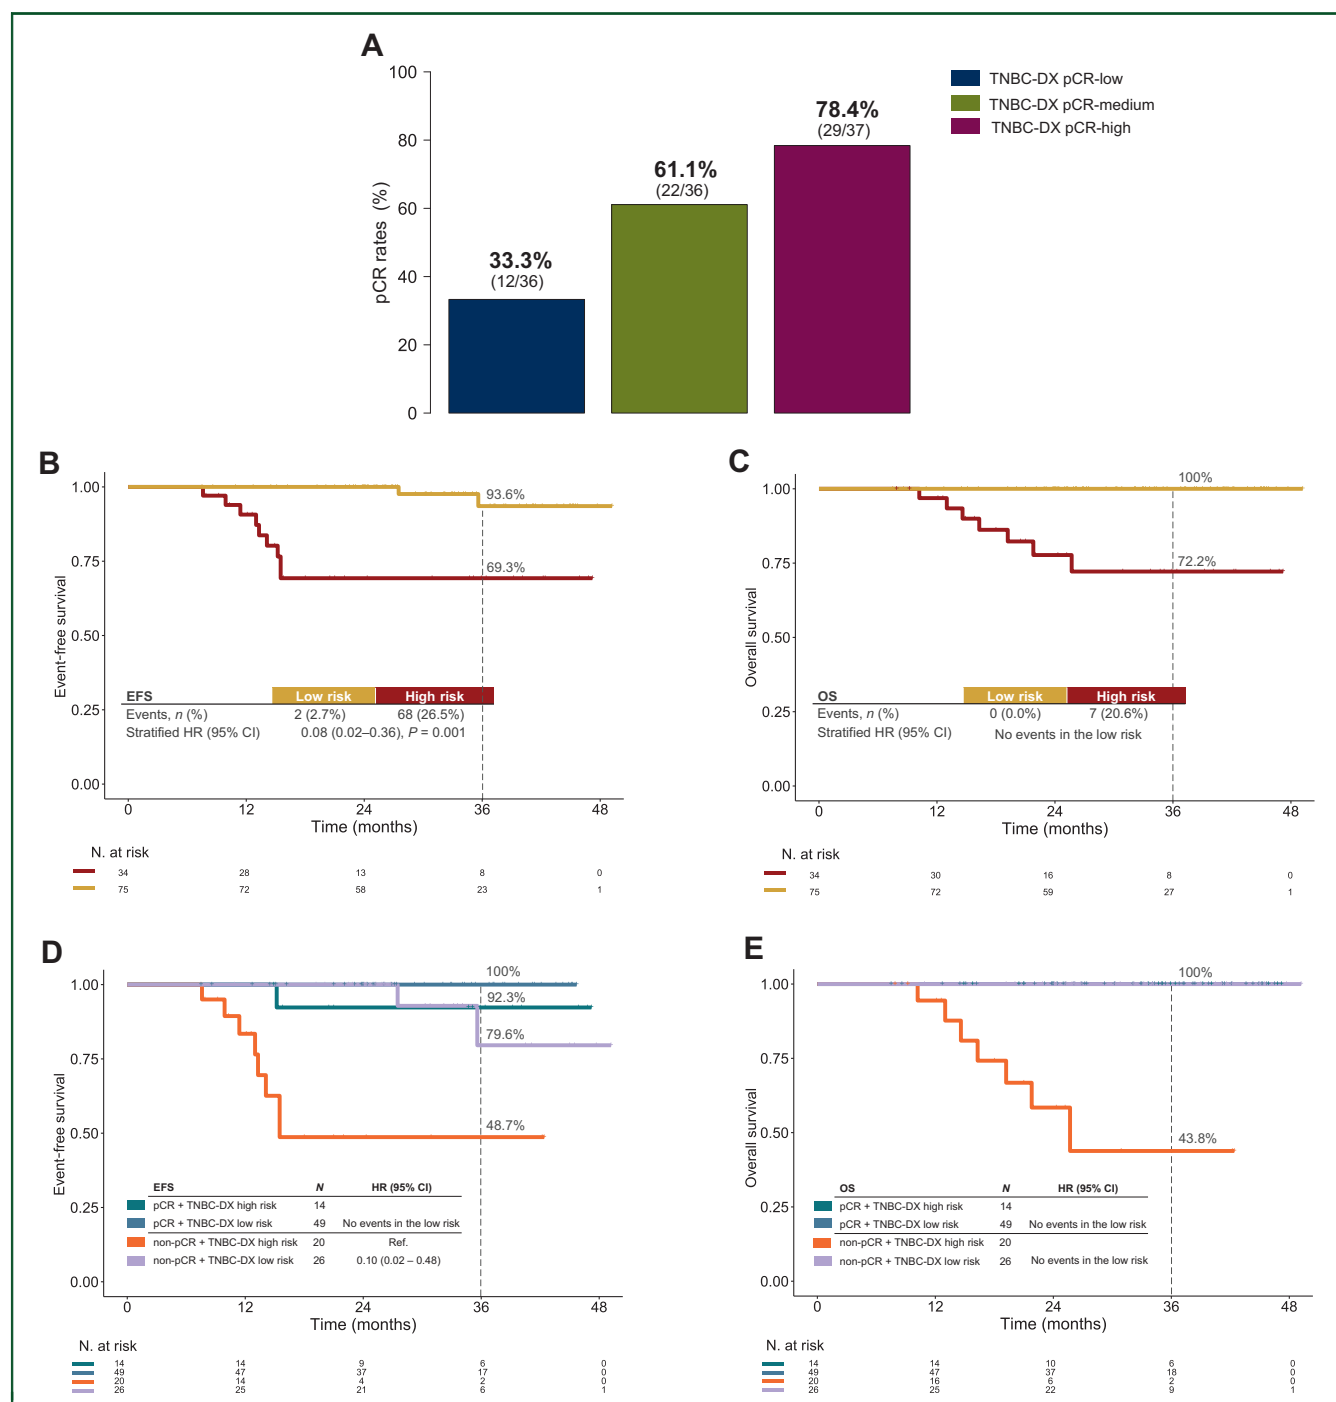 A
100
80
60
40
20
0
pCR rates (%)
33.3%
(12/36)
61.1%
(22/36)
78.4%
(29/37)
TNBC-DX pCR-low
TNBC-DX pCR-medium
TNBC-DX pCR-high
B
1.00
0.75
0.50
0.25
0.00
Event-free survival
93.6%
69.3%
EFS Low risk High risk
Events, n (%) 2 (2.7%) 68 (26.5%)
Stratified HR (95% CI) 0.08 (0.02–0.36), P = 0.001
0 12 24 36 48
Time (months)
N. at risk
34 28 13 8 0
75 72 58 23 1
C
1.00
0.75
0.50
0.25
0.00
Overall survival
100%
72.2%
OS Low risk High risk
Events, n (%) 0 (0.0%) 7 (20.6%)
Stratified HR (95% CI) No events in the low risk
0 12 24 36 48
Time (months)
N. at risk
34 30 16 8 0
75 72 59 27 1
D
1.00
0.75
0.50
0.25
0.00
Event-free survival
100%
92.3%
79.6%
48.7%
EFS N HR (95% CI)
pCR + TNBC-DX high risk 14
pCR + TNBC-DX low risk 49 No events in the low risk
non-pCR + TNBC-DX high risk 20 Ref.
non-pCR + TNBC-DX low risk 26 0.10 (0.02 – 0.48)
0 12 24 36 48
Time (months)
N. at risk
14 14 9 6 0
49 47 37 17 0
20 14 4 2 0
26 25 21 6 1
E
1.00
0.75
0.50
0.25
0.00
Overall survival
100%
43.8%
OS N HR (95% CI)
pCR + TNBC-DX high risk 14
pCR + TNBC-DX low risk 49 No events in the low risk
non-pCR + TNBC-DX high risk 20
non-pCR + TNBC-DX low risk 26 No events in the low risk
0 12 24 36 48
Time (months)
N. at risk
14 14 10 6 0
49 47 37 18 0
20 16 6 2 0
26 25 22 9 1